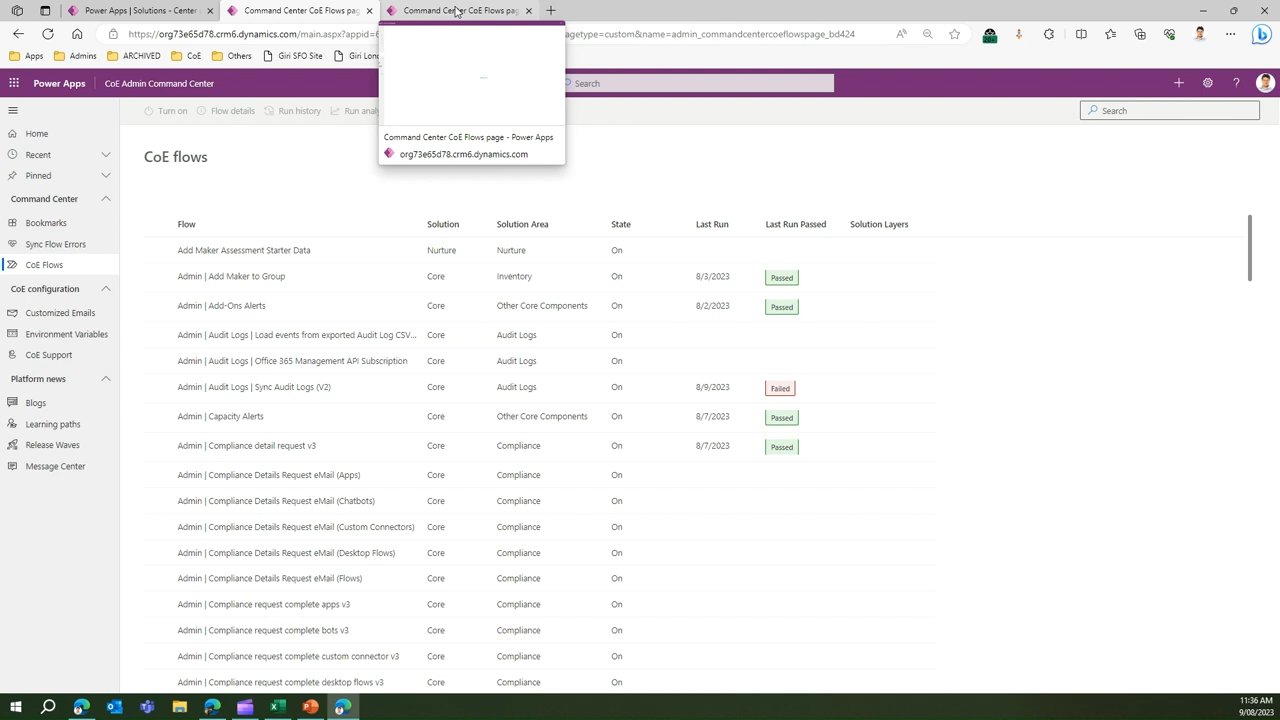 Power Apps | Solutions - Center
Command Center CoE Flows pag
Command Center CoE Flows pag
https://org73e65d78.crm6.dynamics.com/main.aspx?appid=6
agetype=custom&name=admin_commandcentercoeflowspage_bd424
Apps
Admins
ARCHIVED
CoE
Others
Giri SFO Site
Giri Lond
Command Center CoE Flows page - Power Apps
org73e65d78.crm6.dynamics.com
Power Apps
CoE Admin Command Center
Search
Turn on
Flow details
Run history
Run analy
Search
Home
Recent
Pinned
Command Center
Bookmarks
Sync Flow Errors
CoE Flows
CoE configuration
Customized Emails
Environment Variables
CoE Support
Platform news
Blogs
Learning paths
Release Waves
Message Center
CoE flows
Flow Solution Solution Area State Last Run Last Run Passed Solution Layers
Add Maker Assessment Starter Data Nurture Nurture On
Admin | Add Maker to Group Core Inventory On 8/3/2023 Passed
Admin | Add-Ons Alerts Core Other Core Components On 8/2/2023 Passed
Admin | Audit Logs | Load events from exported Audit Log CSV... Core Audit Logs On
Admin | Audit Logs | Office 365 Management API Subscription Core Audit Logs On
Admin | Audit Logs | Sync Audit Logs (V2) Core Audit Logs On 8/9/2023 Failed
Admin | Capacity Alerts Core Other Core Components On 8/7/2023 Passed
Admin | Compliance detail request v3 Core Compliance On 8/7/2023 Passed
Admin | Compliance Details Request eMail (Apps) Core Compliance On
Admin | Compliance Details Request eMail (Chatbots) Core Compliance On
Admin | Compliance Details Request eMail (Custom Connectors) Core Compliance On
Admin | Compliance Details Request eMail (Desktop Flows) Core Compliance On
Admin | Compliance Details Request eMail (Flows) Core Compliance On
Admin | Compliance request complete apps v3 Core Compliance On
Admin | Compliance request complete bots v3 Core Compliance On
Admin | Compliance request complete custom connector v3 Core Compliance On
Admin | Compliance request complete desktop flows v3 Core Compliance On
11:36 AM
9/08/2023